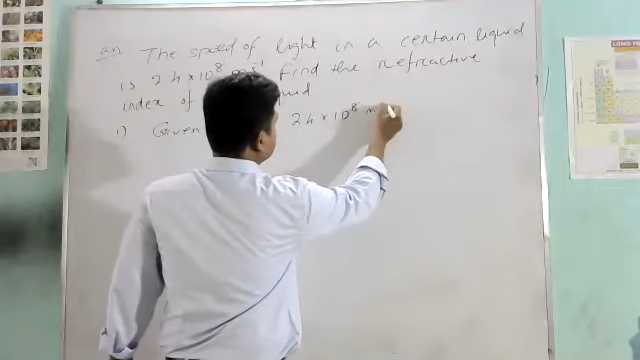 Qn The speed of light in a certain liquid
is 2.4 × 10⁸ ms⁻¹ find the refractive
index of liquid
1) Given 2.4 × 10⁸ m